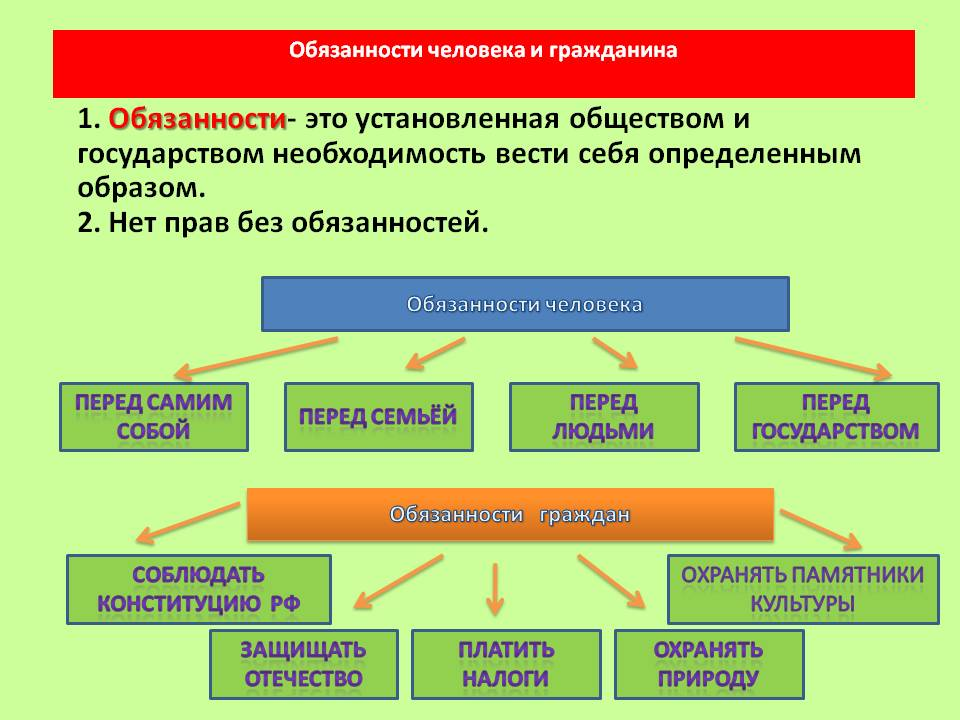 Обязанности человека и гражданина
1. Обязанности- это установленная обществом и
государством необходимость вести себя определенным
образом.
2. Нет прав без обязанностей.
Обязанности человека
ПЕРЕД САМИМ
СОБОЙ
ПЕРЕД СЕМЬЁЙ
ПЕРЕД
ЛЮДЬМИ
ПЕРЕД
ГОСУДАРСТВОМ
Обязанности граждан
СОБЛЮДАТЬ
КОНСТИТУЦИЮ РФ
ОХРАНЯТЬ ПАМЯТНИКИ
КУЛЬТУРЫ
ЗАЩИЩАТЬ
ОТЕЧЕСТВО
ПЛАТИТЬ
НАЛОГИ
ОХРАНЯТЬ
ПРИРОДУ